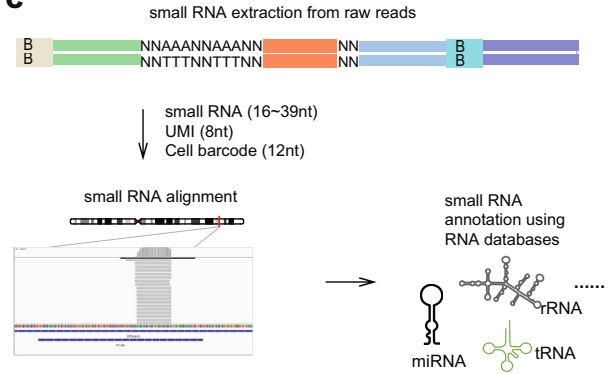 c
small RNA extraction from raw reads
B NNAAANNAAANN NN B
B NNTTTNNTTTNN NN B
small RNA (16~39nt)
UMI (8nt)
Cell barcode (12nt)
small RNA alignment
small RNA
annotation using
RNA databases
......
rRNA
miRNA
tRNA